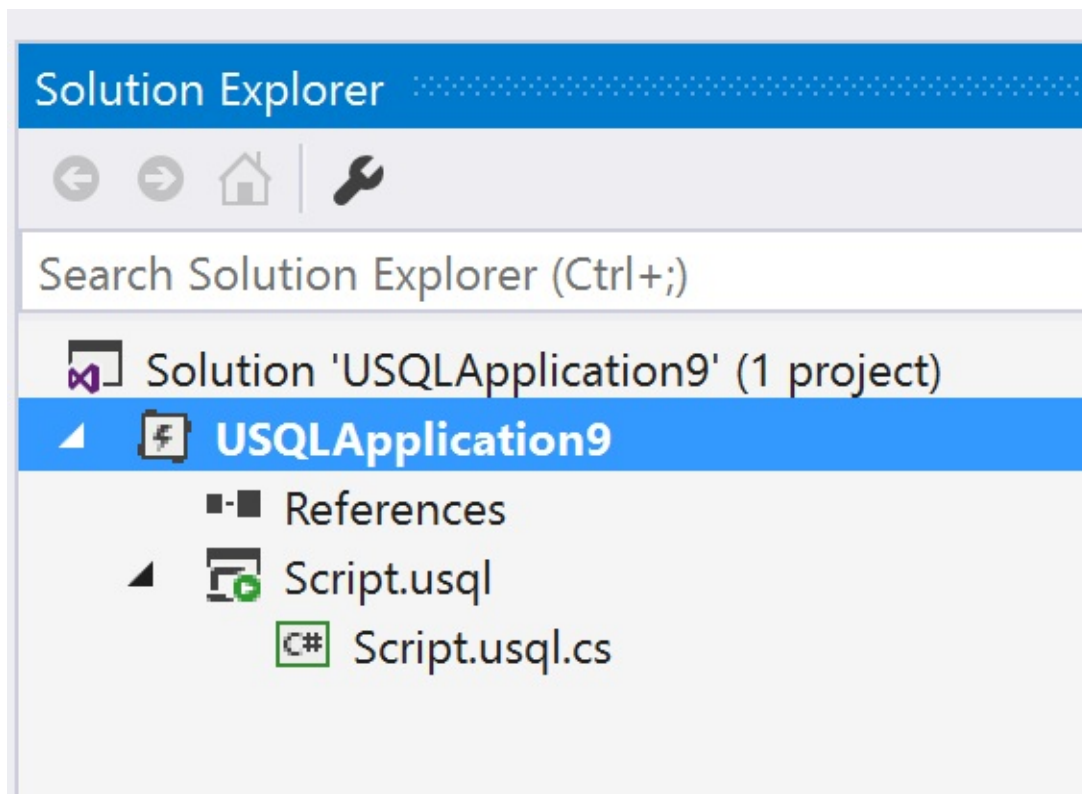 Solution Explorer
Search Solution Explorer (Ctrl+;)
Solution 'USQLApplication9' (1 project)
USQLApplication9
References
Script.usql
C# Script.usql.cs